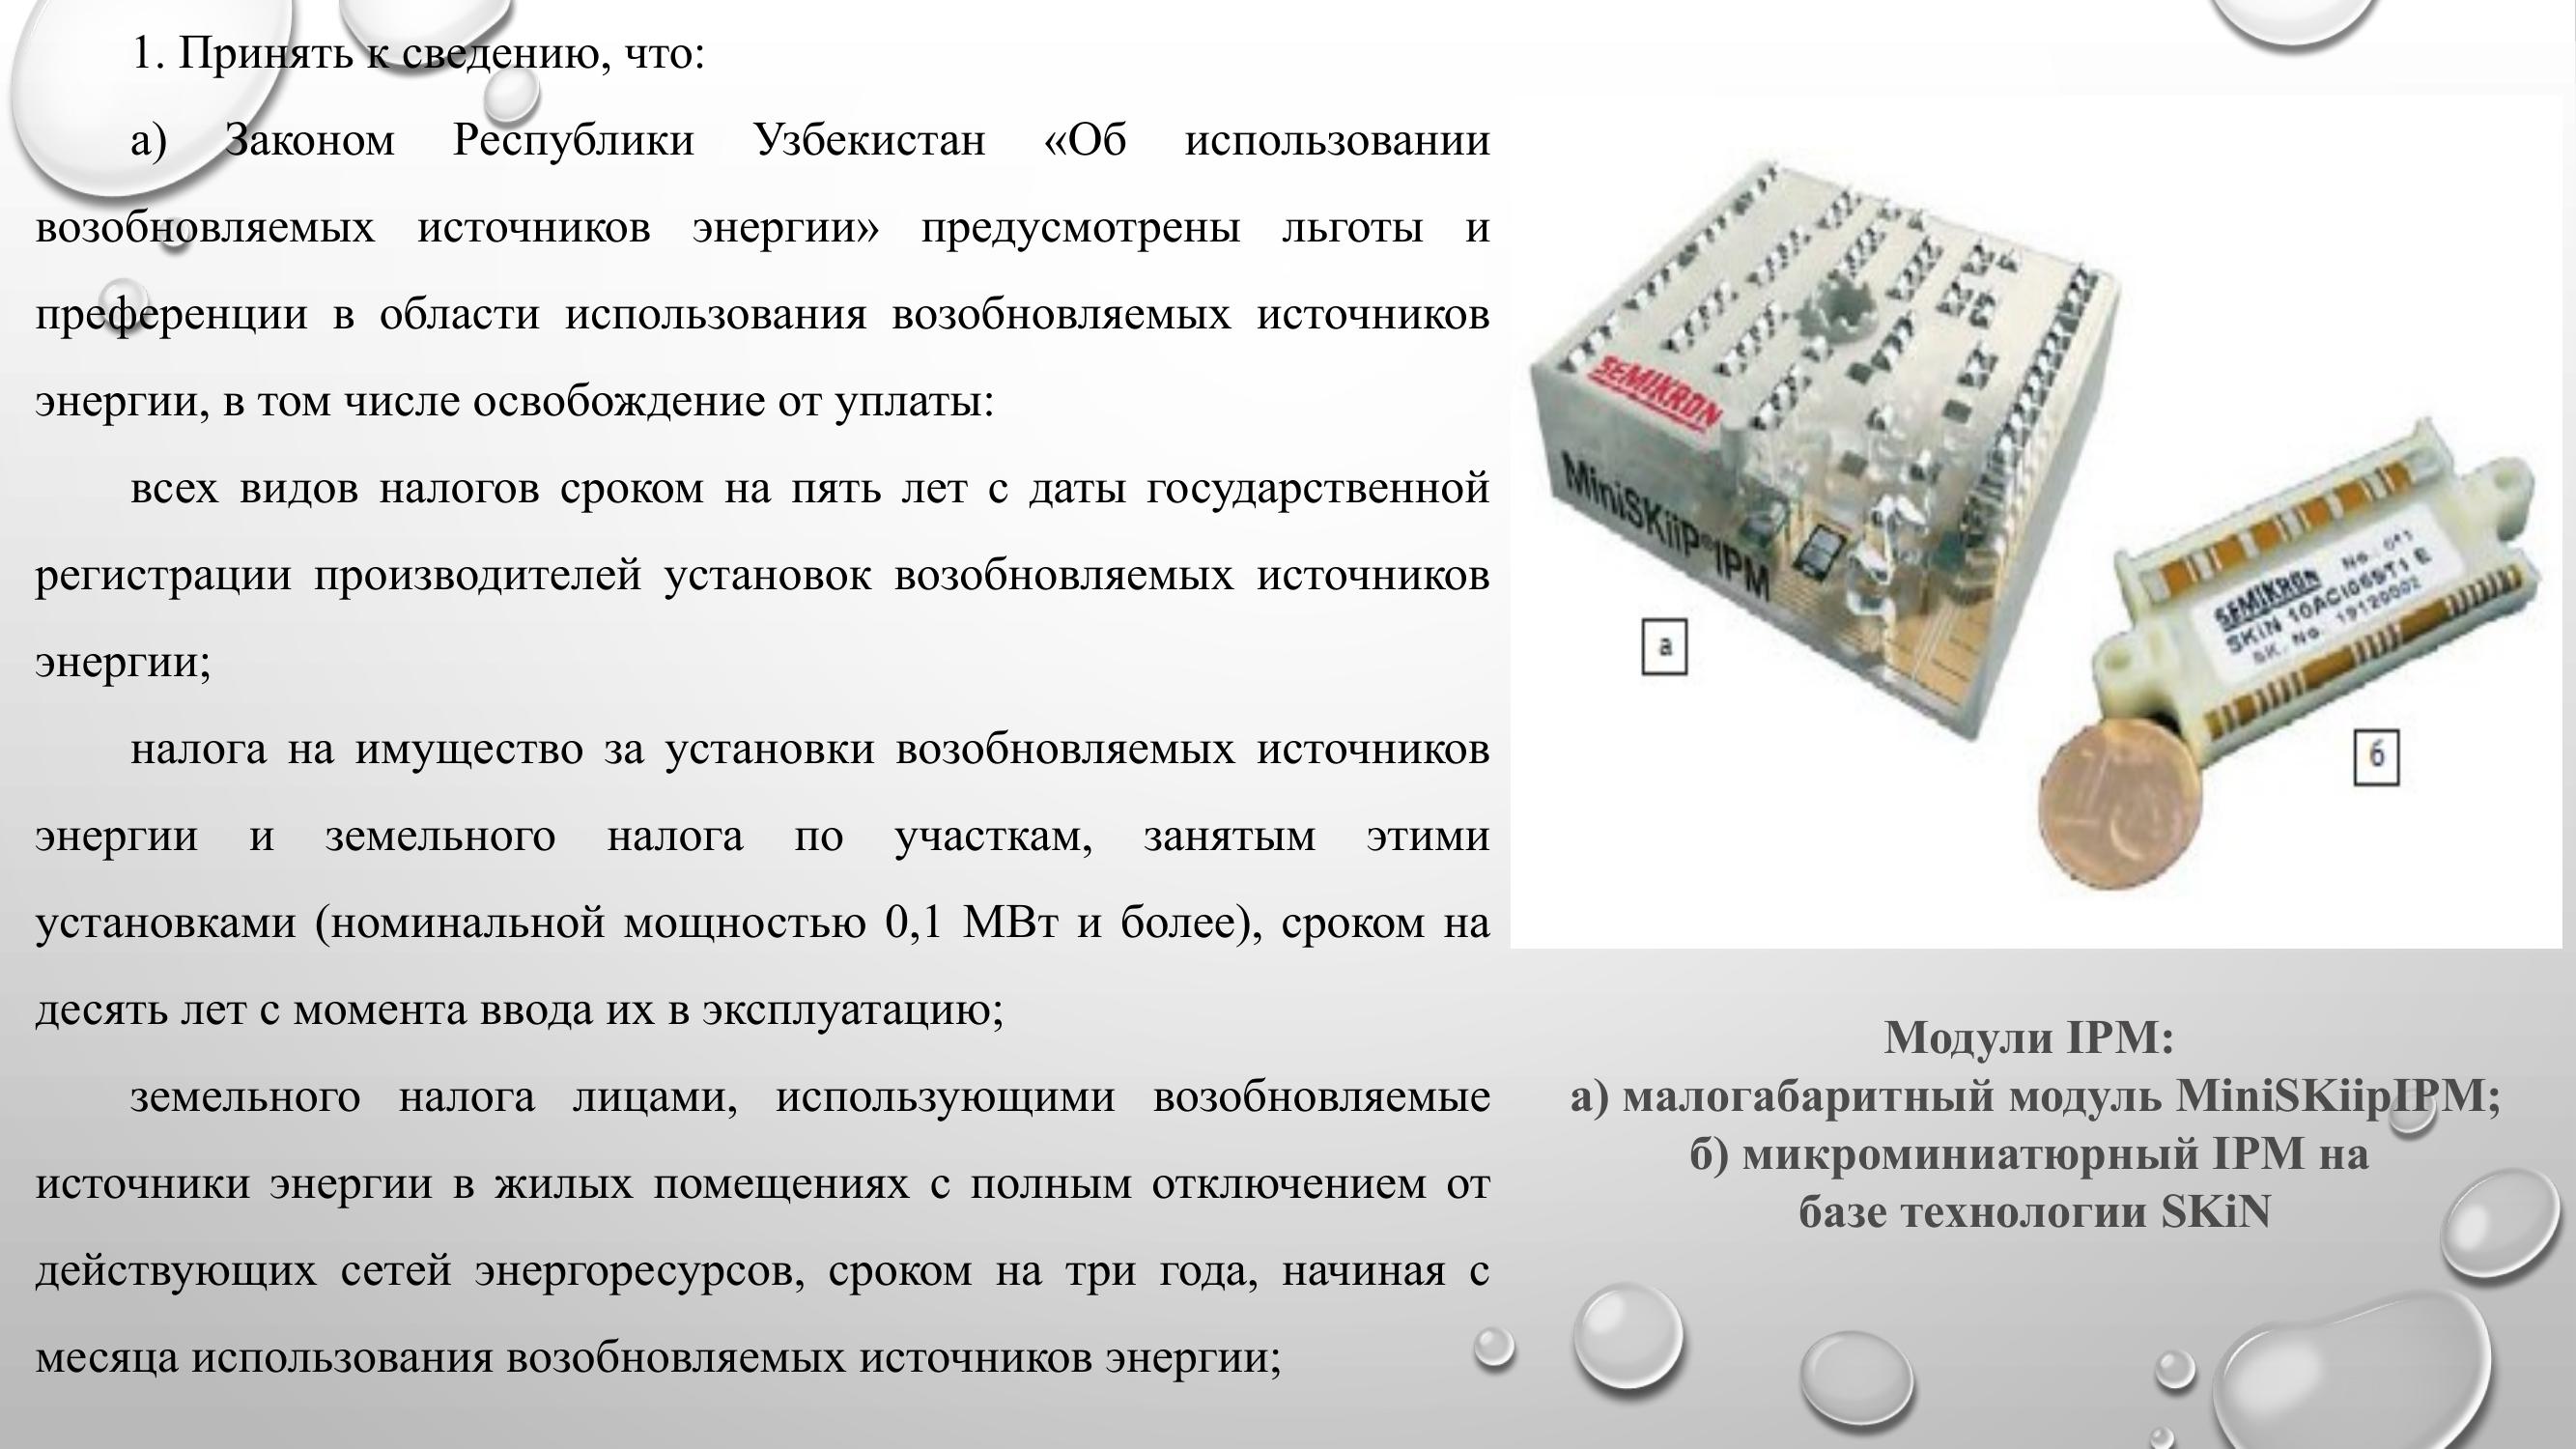 1. Принять к сведению, что:
а) Законом Республики Узбекистан «Об использовании
возобновляемых источников энергии» предусмотрены льготы и
преференции в области использования возобновляемых источников
энергии, в том числе освобождение от уплаты:
всех видов налогов сроком на пять лет с даты государственной
регистрации производителей установок возобновляемых источников
энергии;
налога на имущество за установки возобновляемых источников
энергии и земельного налога по участкам, занятым этими
установками (номинальной мощностью 0,1 МВт и более), сроком на
десять лет с момента ввода их в эксплуатацию;
земельного налога лицами, использующими возобновляемые
источники энергии в жилых помещениях с полным отключением от
действующих сетей энергоресурсов, сроком на три года, начиная с
месяца использования возобновляемых источников энергии;
SEMIKRON
MiniSKiiP® IPM
а
SEMIKRON No.
SKiN
SK. No. 19120002
б
Модули IPM:
а) малогабаритный модуль MiniSKiipIPM;
б) микроминиатюрный IPM на
базе технологии SKiN